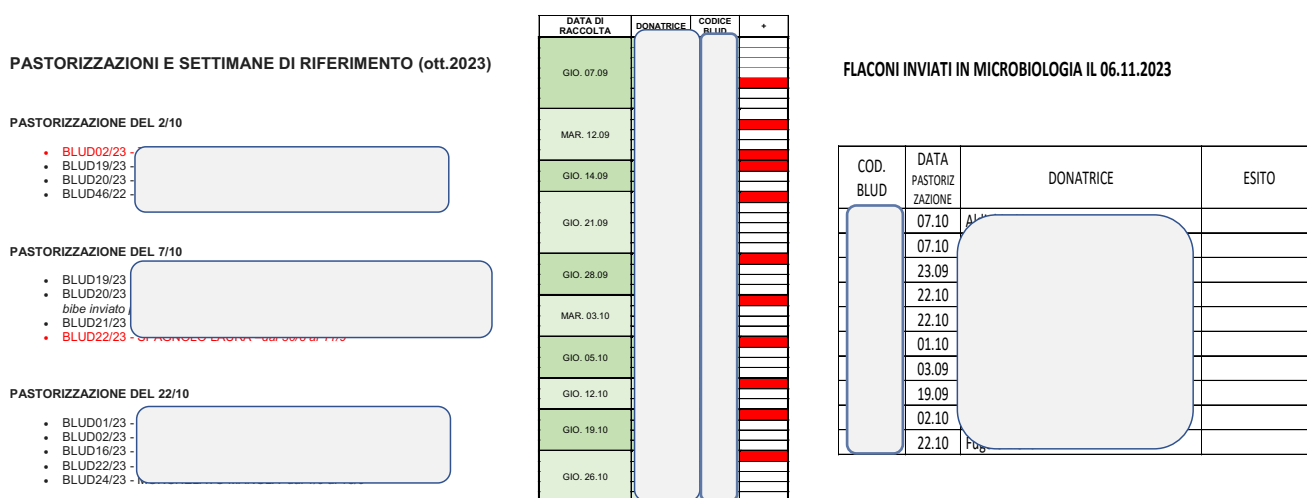 PASTORIZZAZIONI E SETTIMANE DI RIFERIMENTO (ott.2023)
PASTORIZZAZIONE DEL 2/10
• BLUD02/23 -
• BLUD19/23 -
• BLUD20/23 -
• BLUD46/22 -
PASTORIZZAZIONE DEL 7/10
• BLUD19/23
• BLUD20/23
bibe inviato
• BLUD21/23
• BLUD22/23 -
PASTORIZZAZIONE DEL 22/10
• BLUD01/23 -
• BLUD02/23 -
• BLUD16/23 -
• BLUD22/23 -
• BLUD24/23 -
DATA DI RACCOLTA DONATRICE CODICE BLUD +
GIO. 07.09
MAR. 12.09
GIO. 14.09
GIO. 21.09
GIO. 28.09
MAR. 03.10
GIO. 05.10
GIO. 12.10
GIO. 19.10
GIO. 26.10
FLACONI INVIATI IN MICROBIOLOGIA IL 06.11.2023
COD. BLUD DATA PASTORIZ ZAZIONE DONATRICE ESITO
07.10
07.10
23.09
22.10
22.10
01.10
03.09
19.09
02.10
22.10